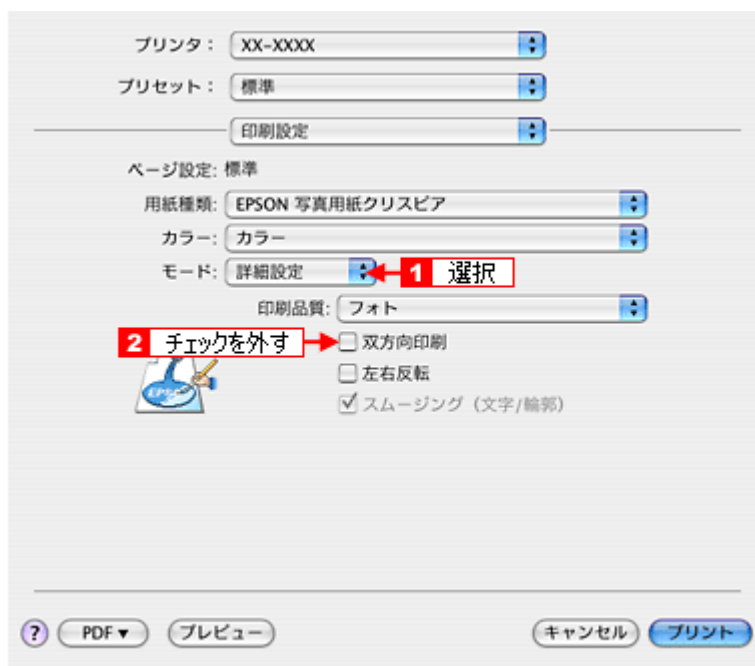 プリンタ： XX-XXXX
プリセット： 標準
印刷設定
ページ設定: 標準
用紙種類: EPSON 写真用紙クリスピア
カラー: カラー
モード: 詳細設定 1 選択
印刷品質: フォト
2 チェックを外す 双方向印刷
左右反転
EPSON
スムージング（文字/輪郭）
? PDF▼ プレビュー キャンセル プリント